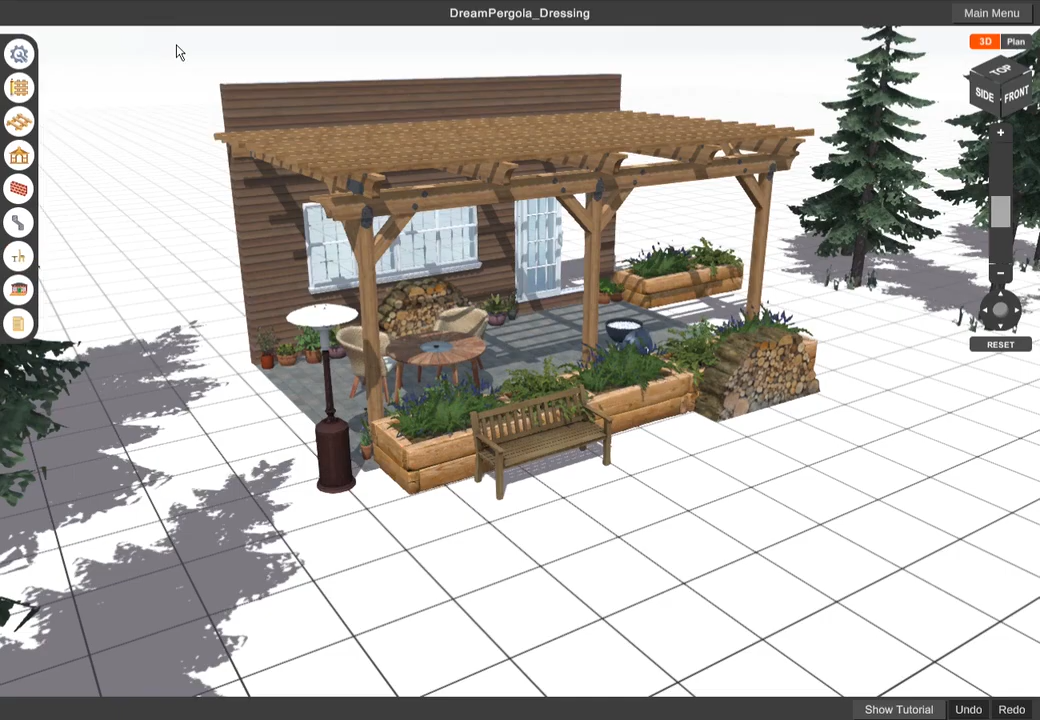 DreamPergola_Dressing
Main Menu
3D
Plan
TOP
SIDE
FRONT
+
−
RESET
Show Tutorial
Undo
Redo